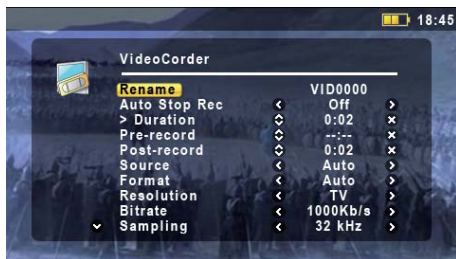 18:45
VideoCorder
Rename VID0000
Auto Stop Rec Off
> Duration 0:02
Pre-record --:--
Post-record 0:02
Source Auto
Format Auto
Resolution TV
Bitrate 1000Kb/s
Sampling 32 kHz